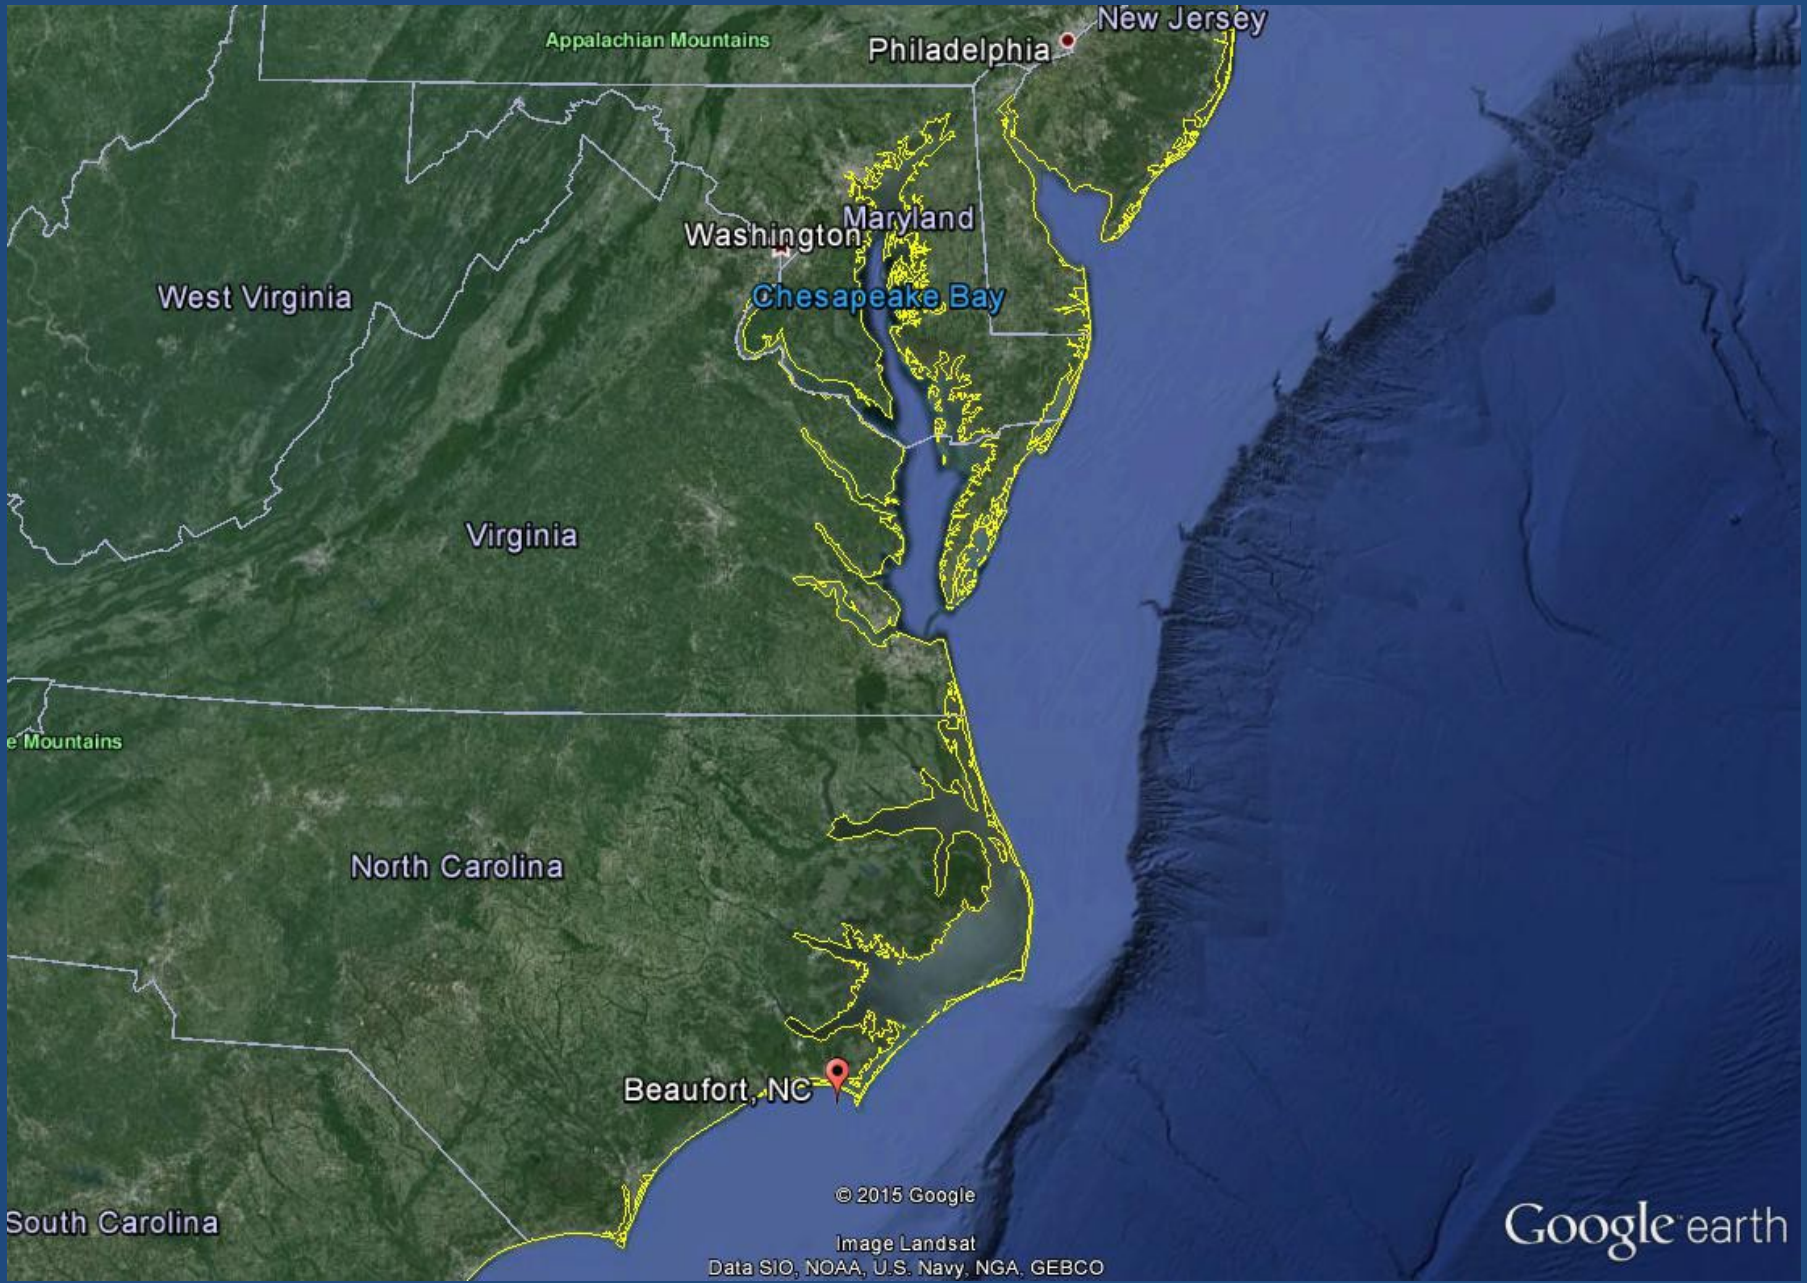 New Jersey
Appalachian Mountains
Philadelphia
Maryland
Washington
West Virginia
Chesapeake Bay
Virginia
e Mountains
North Carolina
Beaufort, NC
© 2015 Google
South Carolina
Google earth
Image Landsat
Data SIO, NOAA, U.S. Navy, NGA, GEBCO